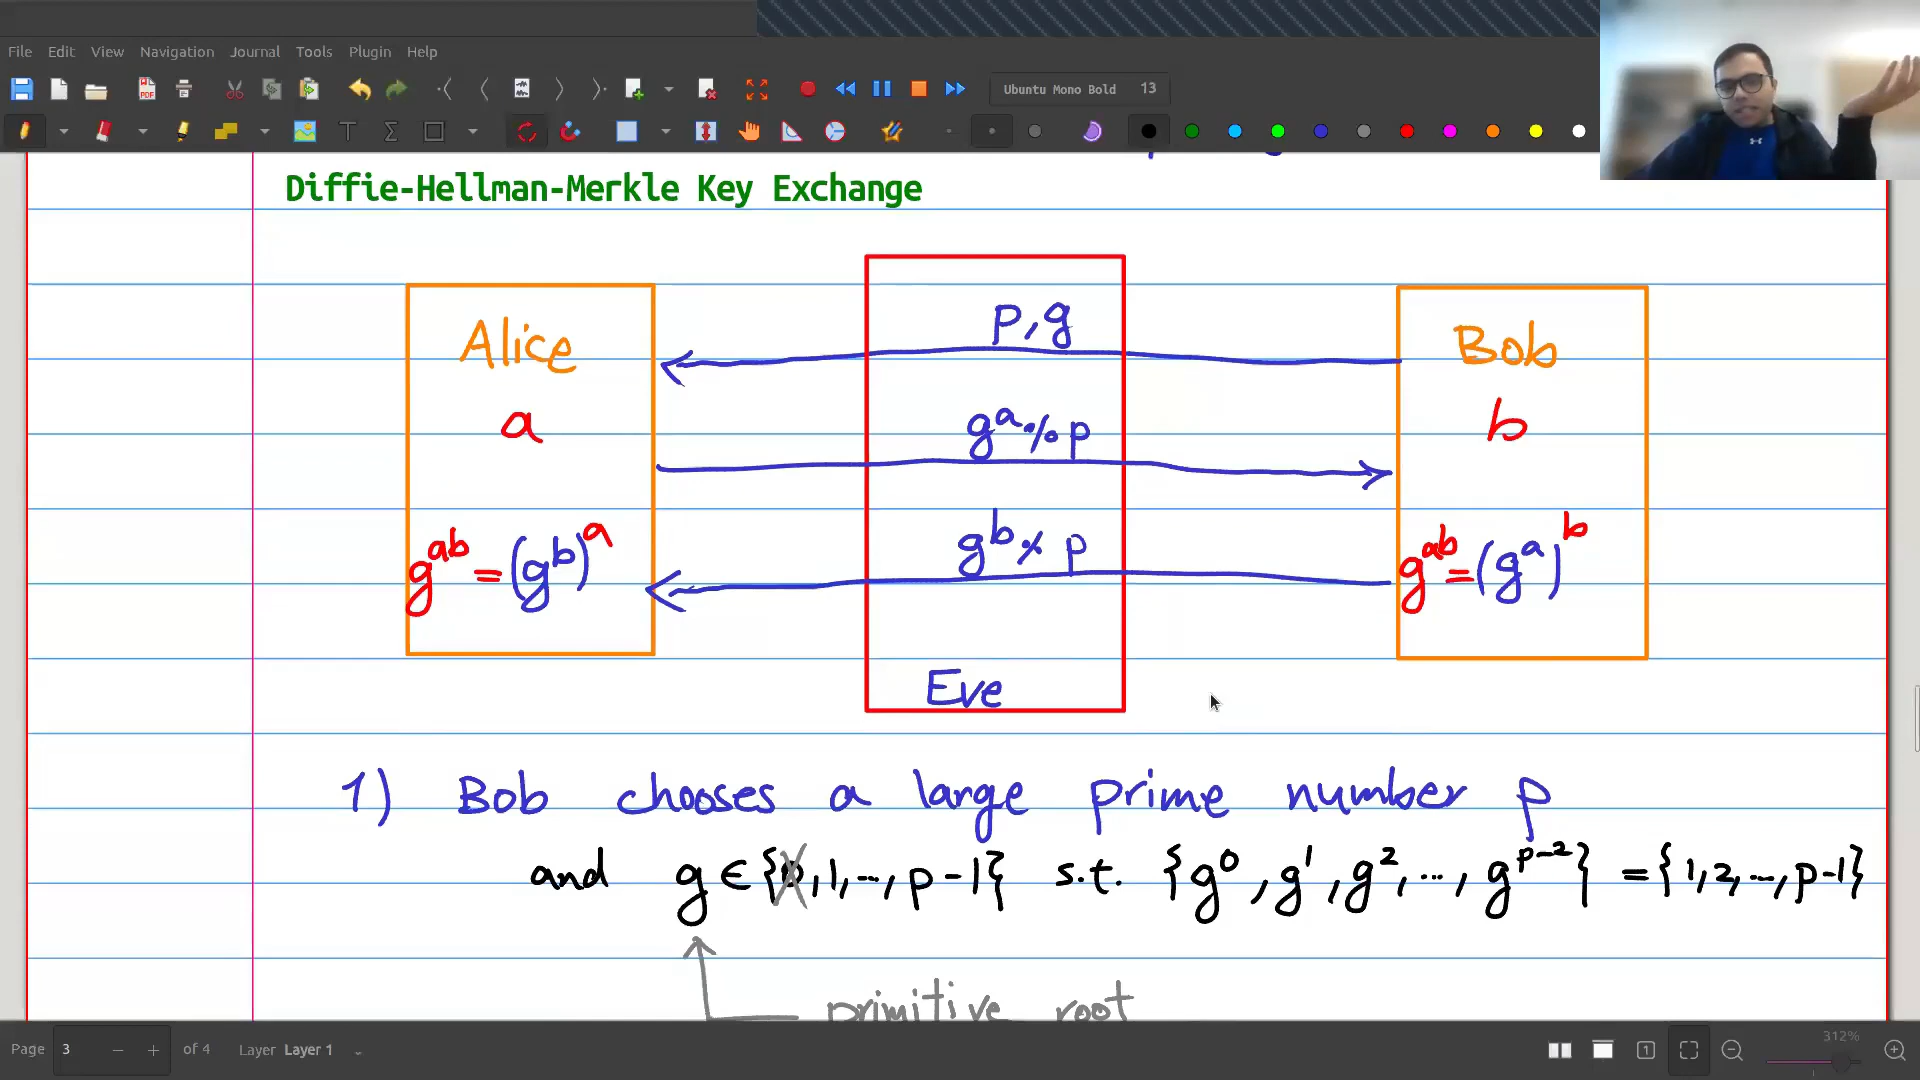 File Edit View Navigation Journal Tools Plugin Help
PDF
Ubuntu Mono Bold 13
Diffie-Hellman-Merkle Key Exchange
p, g
Alice
Bob
a
g^a % p
b
g^b % p
g^ab = (g^b)^a
g^ab = (g^a)^b
Eve
1) Bob chooses a large prime number p
and g ∈ {0, 1, ..., p-1} s.t. {g^0, g^1, g^2, ..., g^p-2} = {1, 2, ..., p-1}
primitive root
Page 3 of 4 Layer Layer 1
312%